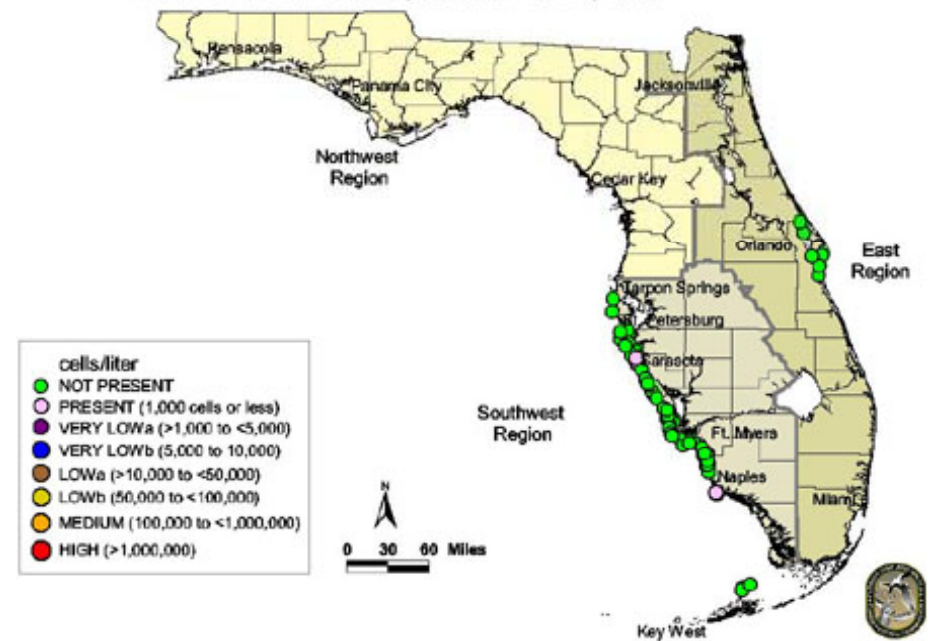 Pensacola
Panama City
Jacksonville
Northwest
Region
Cedar Key
Orlando
East
Region
Tarpon Springs
Petersburg
Sarasota
cells/liter
NOT PRESENT
PRESENT (1,000 cells or less)
VERY LOWa (>1,000 to <5,000)
VERY LOWb (5,000 to 10,000)
LOWa (>10,000 to <50,000)
LOWb (50,000 to <100,000)
MEDIUM (100,000 to <1,000,000)
HIGH (>1,000,000)
Southwest
Region
Ft. Myers
Naples
Miami
N
0 30 60 Miles
Key West